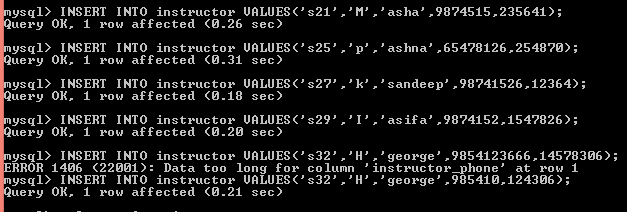 mysql> INSERT INTO instructor VALUES('s21','M','asha',9874515,235641);
Query OK, 1 row affected (0.26 sec)
mysql> INSERT INTO instructor VALUES('s25','p','ashna',65478126,254870);
Query OK, 1 row affected (0.31 sec)
mysql> INSERT INTO instructor VALUES('s27','k','sandeep',98741526,12364);
Query OK, 1 row affected (0.18 sec)
mysql> INSERT INTO instructor VALUES('s29','I','asifa',9874152,1547826);
Query OK, 1 row affected (0.20 sec)
mysql> INSERT INTO instructor VALUES('s32','H','george',9854123666,14578306);
ERROR 1406 (22001): Data too long for column 'instructor_phone' at row 1
mysql> INSERT INTO instructor VALUES('s32','H','george',985410,124306);
Query OK, 1 row affected (0.21 sec)